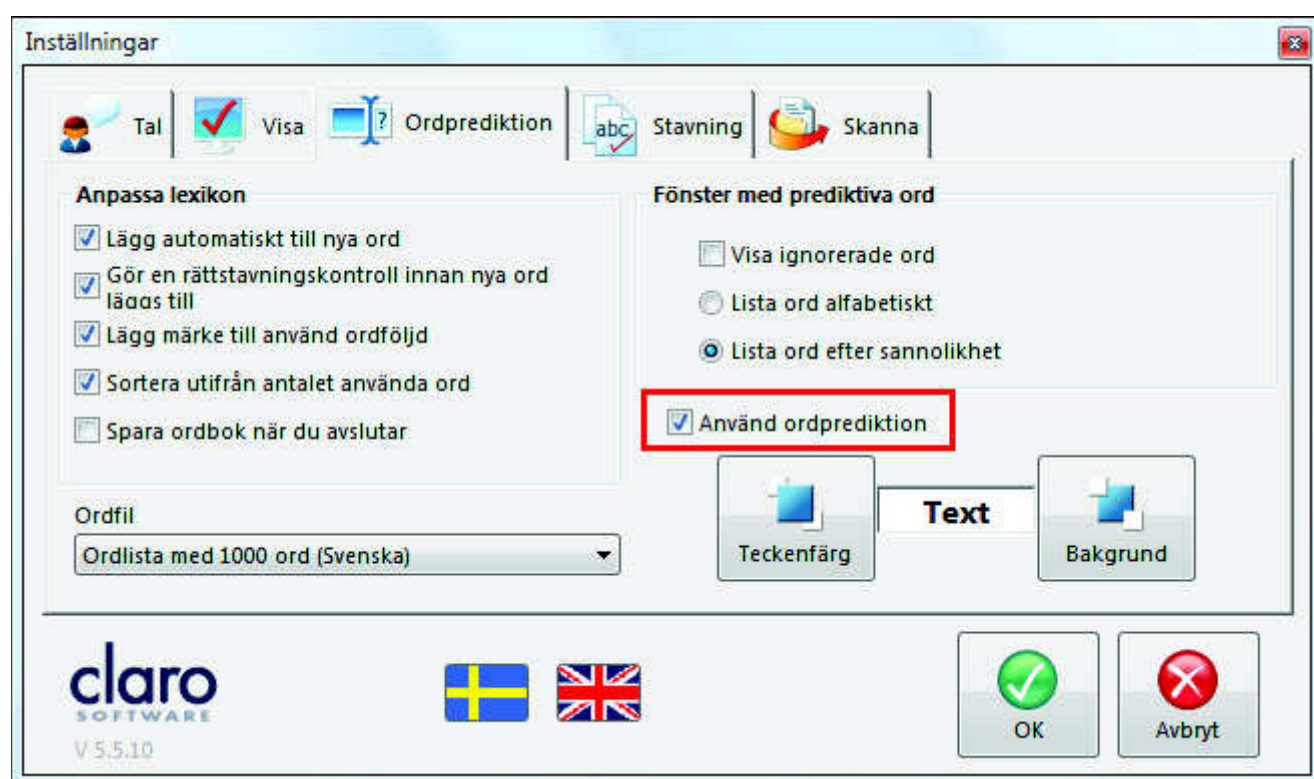 Inställningar
Tal
Visa
?
Ordprediktion
abc
Stavning
Skanna
Anpassa lexikon
Lägg automatiskt till nya ord
Gör en rättstavningskontroll innan nya ord
läggs till
Lägg märke till använd ordföljd
Sortera utifrån antalet använda ord
Spara ordbok när du avslutar
Ordfil
Ordlista med 1000 ord (Svenska)
Fönster med prediktiva ord
Visa ignorerade ord
Lista ord alfabetiskt
Lista ord efter sannolikhet
Använd ordprediktion
Teckenfärg
Text
Bakgrund
claro
SOFTWARE
V 5.5.10
OK
Avbryt